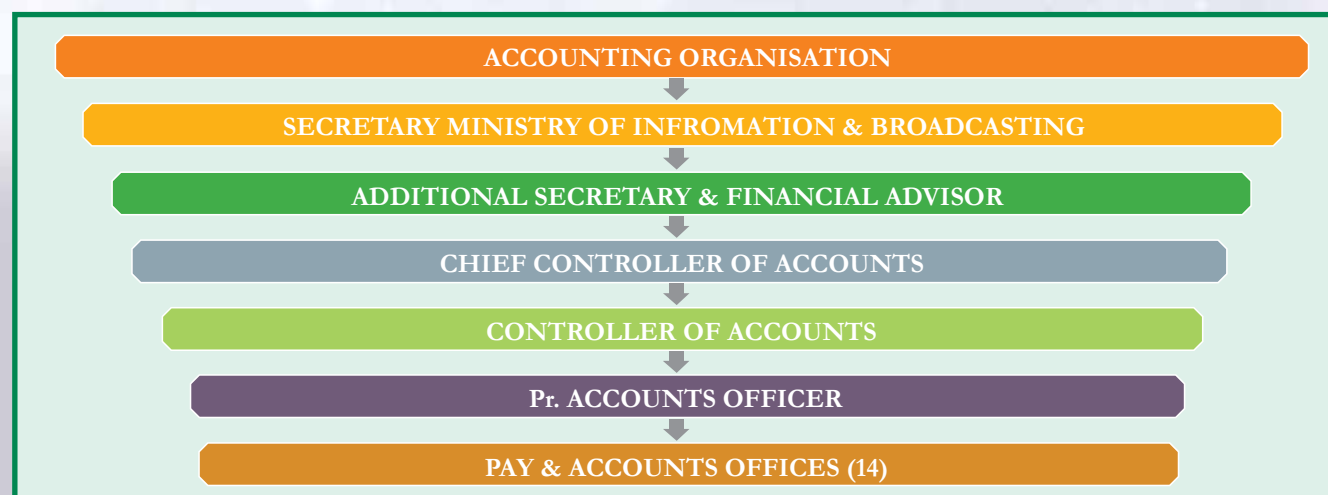 ACCOUNTING ORGANISATION
SECRETARY MINISTRY OF INFROMATION & BROADCASTING
ADDITIONAL SECRETARY & FINANCIAL ADVISOR
CHIEF CONTROLLER OF ACCOUNTS
CONTROLLER OF ACCOUNTS
Pr. ACCOUNTS OFFICER
PAY & ACCOUNTS OFFICES (14)